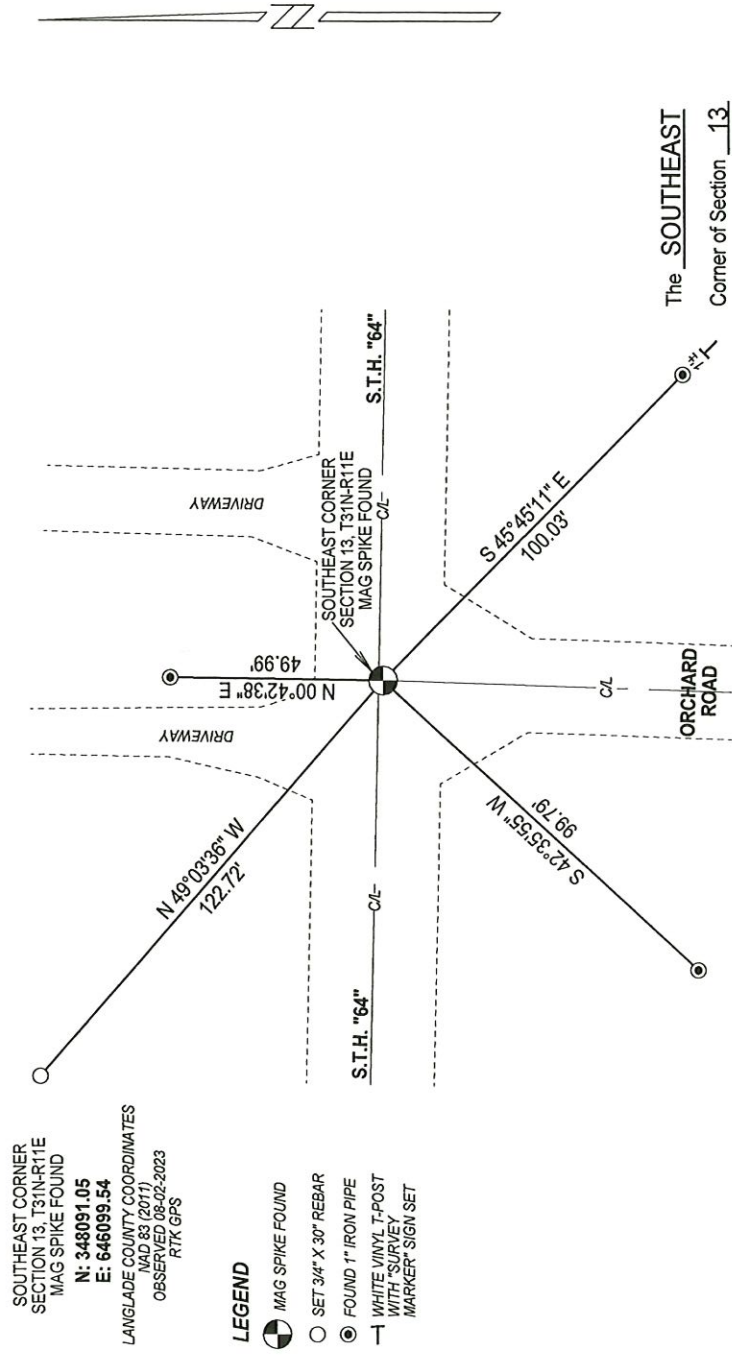 SOUTHEAST CORNER
SECTION 13, T31N-R11E
MAG SPIKE FOUND
N: 348091.05
E: 646099.54
LANGLADE COUNTY COORDINATES
NAD 83 (2011)
OBSERVED 08-02-2023
RTK GPS
LEGEND
MAG SPIKE FOUND
SET 3/4" X 30" REBAR
FOUND 1" IRON PIPE
WHITE VINYL T-POST
WITH "SURVEY
MARKER" SIGN SET
N 49°03'36" W
122.72'
DRIVEWAY
N 00°42'38" E
49.99'
DRIVEWAY
SOUTHEAST CORNER
SECTION 13, T31N-R11E
MAG SPIKE FOUND
S.T.H. "64"
C/L
C/L
S.T.H. "64"
S 42°35'55" W
99.79'
C/L
ORCHARD
ROAD
S 45°45'11" E
100.03'
The SOUTHEAST
Corner of Section 13